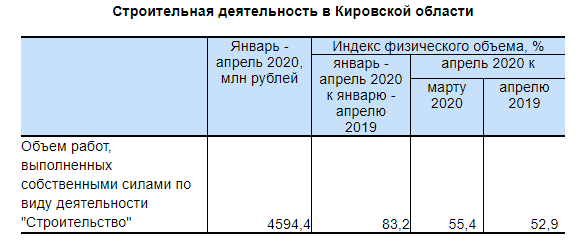 Строительная деятельность в Кировской области
Январь -
апрель 2020,
млн рублей
Индекс физического объема, %
январь -
апрель 2020
к январю -
апрелю
2019
апрель 2020 к
марту
2020
апрелю
2019
Объем работ,
выполненных
собственными силами по
виду деятельности
"Строительство" 4594,4 83,2 55,4 52,9